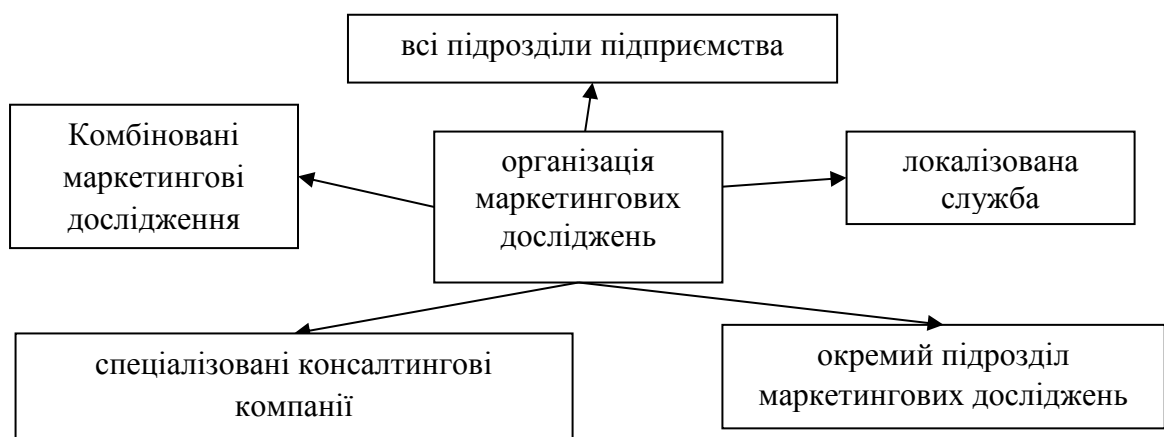 всі підрозділи підприємства
Комбіновані
маркетингові
дослідження
організація
маркетингових
досліджень
локалізована
служба
спеціалізовані консалтингові
компанії
окремий підрозділ
маркетингових досліджень